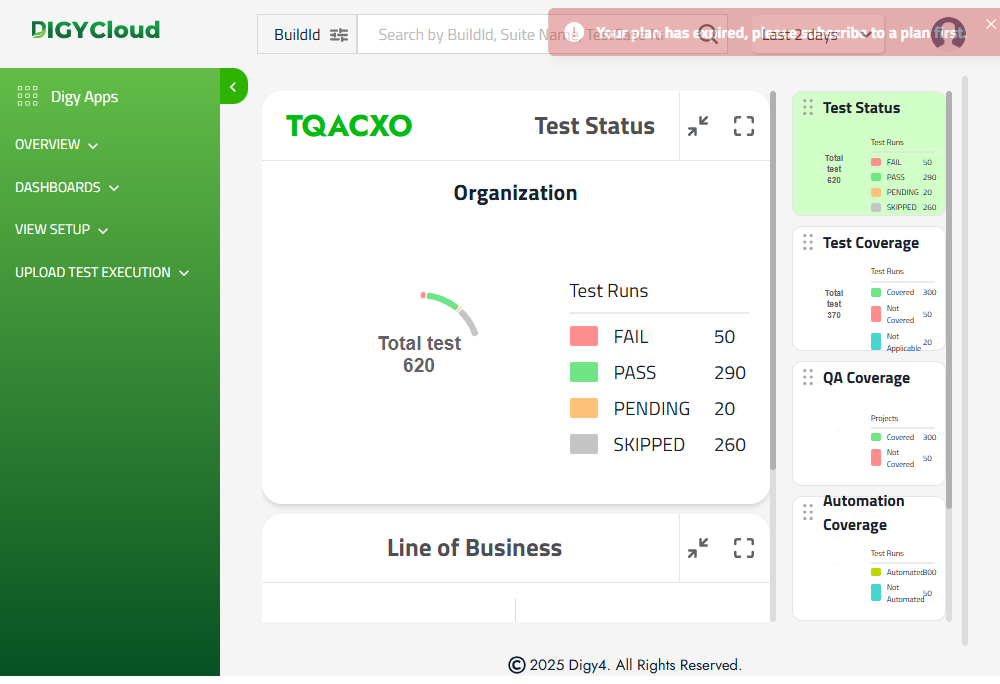 DIGYCloud
BuildId
Search by BuildId, Suite Name, Test
Last 2 days
Your plan has expired, please subscribe to a plan first.
Digy Apps
OVERVIEW
DASHBOARDS
VIEW SETUP
UPLOAD TEST EXECUTION
TQACXO
Test Status
Organization
Total test
620
Test Runs
FAIL 50
PASS 290
PENDING 20
SKIPPED 260
Line of Business
Test Status
Total
test
620
Test Runs
FAIL 50
PASS 290
PENDING 20
SKIPPED 260
Test Coverage
Total
test
370
Test Runs
Covered 300
Not
Covered 50
Not
Applicable 20
QA Coverage
Projects
Covered 300
Not
Covered 50
Automation
Coverage
Test Runs
Automated 300
Not
Automated 50
© 2025 Digy4. All Rights Reserved.